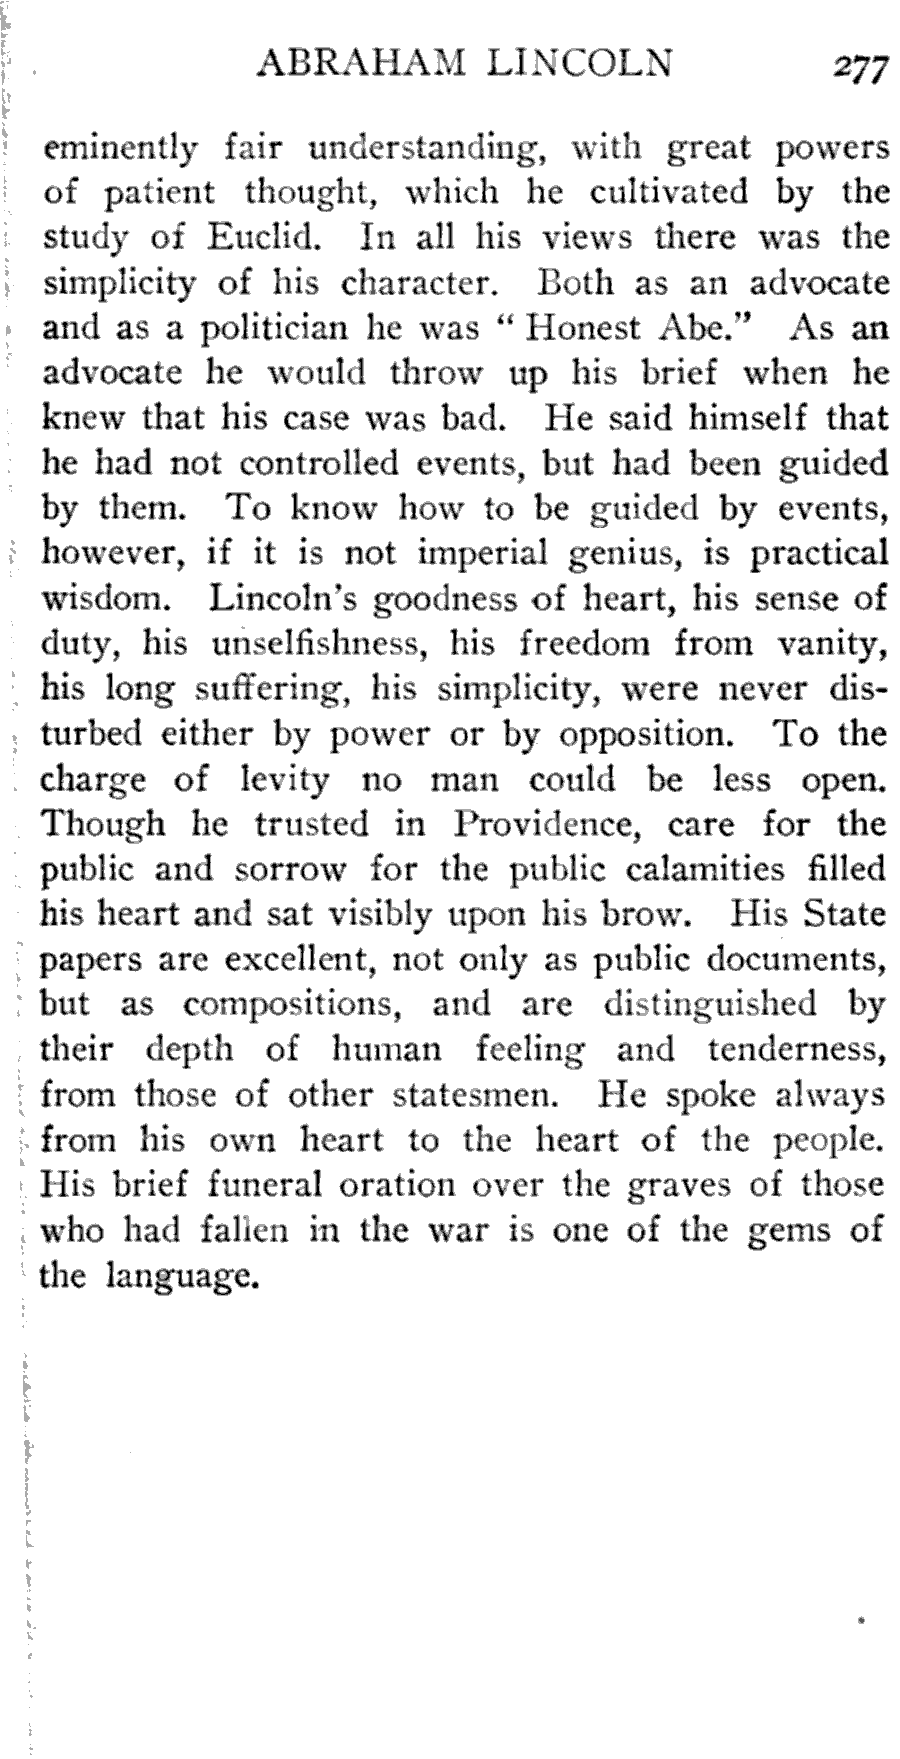 ABRAHAM LINCOLN 277
eminently fair understanding, with great powers
of patient thought, which he cultivated by the
study of Euclid. In all his views there was the
simplicity of his character. Both as an advocate
and as a politician he was “ Honest Abe.” As an
advocate he would throw up his brief when he
knew that his case was bad. He said himself that
he had not controlled events, but had been guided
by them. To know how to be guided by events,
however, if it is not imperial genius, is practical
wisdom. Lincoln's goodness of heart, his sense of
duty, his unselfishness, his freedom from vanity,
his long suffering, his simplicity, were never dis-
turbed either by power or by opposition. To the
charge of levity no man could be less open.
Though he trusted in Providence, care for the
public and sorrow for the public calamities filled
his heart and sat visibly upon his brow. His State
papers are excellent, not only as public documents,
but as compositions, and are distinguished by
their depth of human feeling and tenderness,
from those of other statesmen. He spoke always
from his own heart to the heart of the people.
His brief funeral oration over the graves of those
who had fallen in the war is one of the gems of
the language.